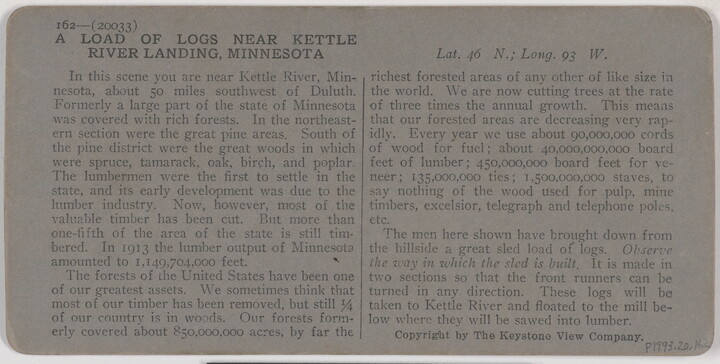 162—(20033)
A LOAD OF LOGS NEAR KETTLE
RIVER LANDING, MINNESOTA
Lat. 46 N.; Long. 93 W.
In this scene you are near Kettle River, Min-
nesota, about 50 miles southwest of Duluth.
Formerly a large part of the state of Minnesota
was covered with rich forests. In the northeast-
ern section were the great pine areas. South of
the pine district were the great woods in which
were spruce, tamarack, oak, birch, and poplar.
The lumbermen were the first to settle in the
state, and its early development was due to the
lumber industry. Now, however, most of the
valuable timber has been cut. But more than
one-fifth of the area of the state is still tim-
bered. In 1913 the lumber output of Minnesota
amounted to 1,149,704,000 feet.
The forests of the United States have been one
of our greatest assets. We sometimes think that
most of our timber has been removed, but still ¼
of our country is in woods. Our forests form-
erly covered about 850,000,000 acres, by far the
richest forested areas of any other of like size in
the world. We are now cutting trees at the rate
of three times the annual growth. This means
that our forested areas are decreasing very rap-
idly. Every year we use about 90,000,000 cords
of wood for fuel; about 40,000,000,000 board
feet of lumber; 450,000,000 board feet for ve-
neer; 135,000,000 ties; 1,500,000,000 staves, to
say nothing of the wood used for pulp, mine
timbers, excelsior, telegraph and telephone poles,
etc.
The men here shown have brought down from
the hillside a great sled load of logs. Observe
the way in which the sled is built. It is made in
two sections so that the front runners can be
turned in any direction. These logs will be
taken to Kettle River and floated to the mill be-
low where they will be sawed into lumber.
Copyright by The Keystone View Company.